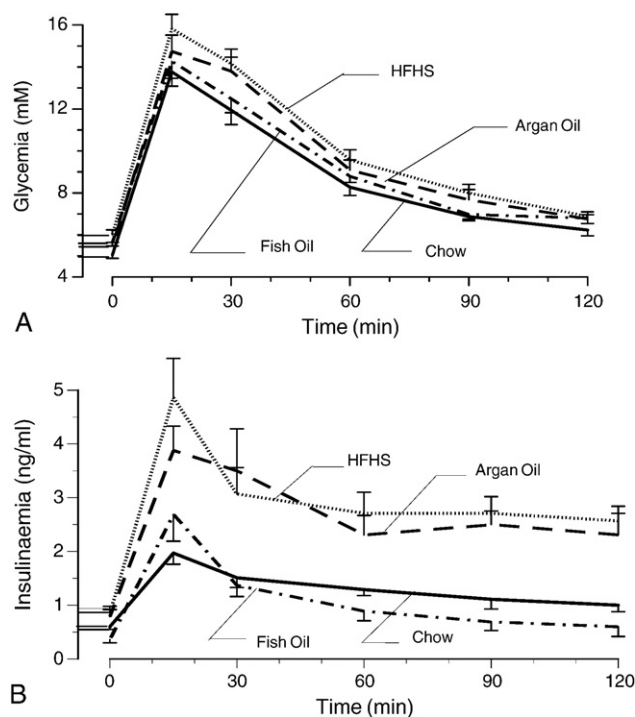 16
12
8
4
Glycemia (mM)
HFHS
Argan Oil
Fish Oil
Chow
0
30
60
90
120
A
Time (min)
5
4
3
2
1
0
Insulinaemia (ng/ml)
HFHS
Argan Oil
Fish Oil
Chow
0
30
60
90
120
B
Time (min)